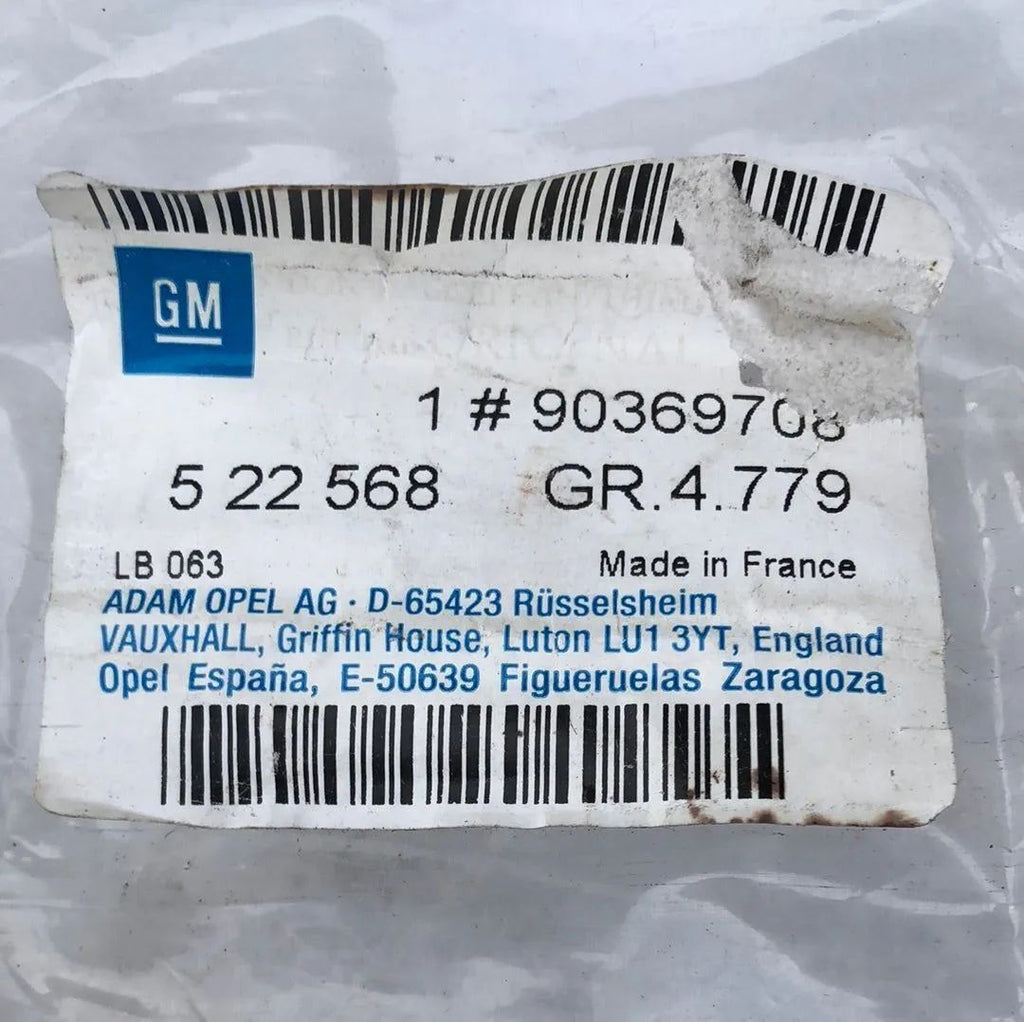 GM
1 # 90369708
5 22 568 GR.4.779
LB 063 Made in France
ADAM OPEL AG · D-65423 Rüsselsheim
VAUXHALL, Griffin House, Luton LU1 3YT, England
Opel España, E-50639 Figueruelas Zaragoza